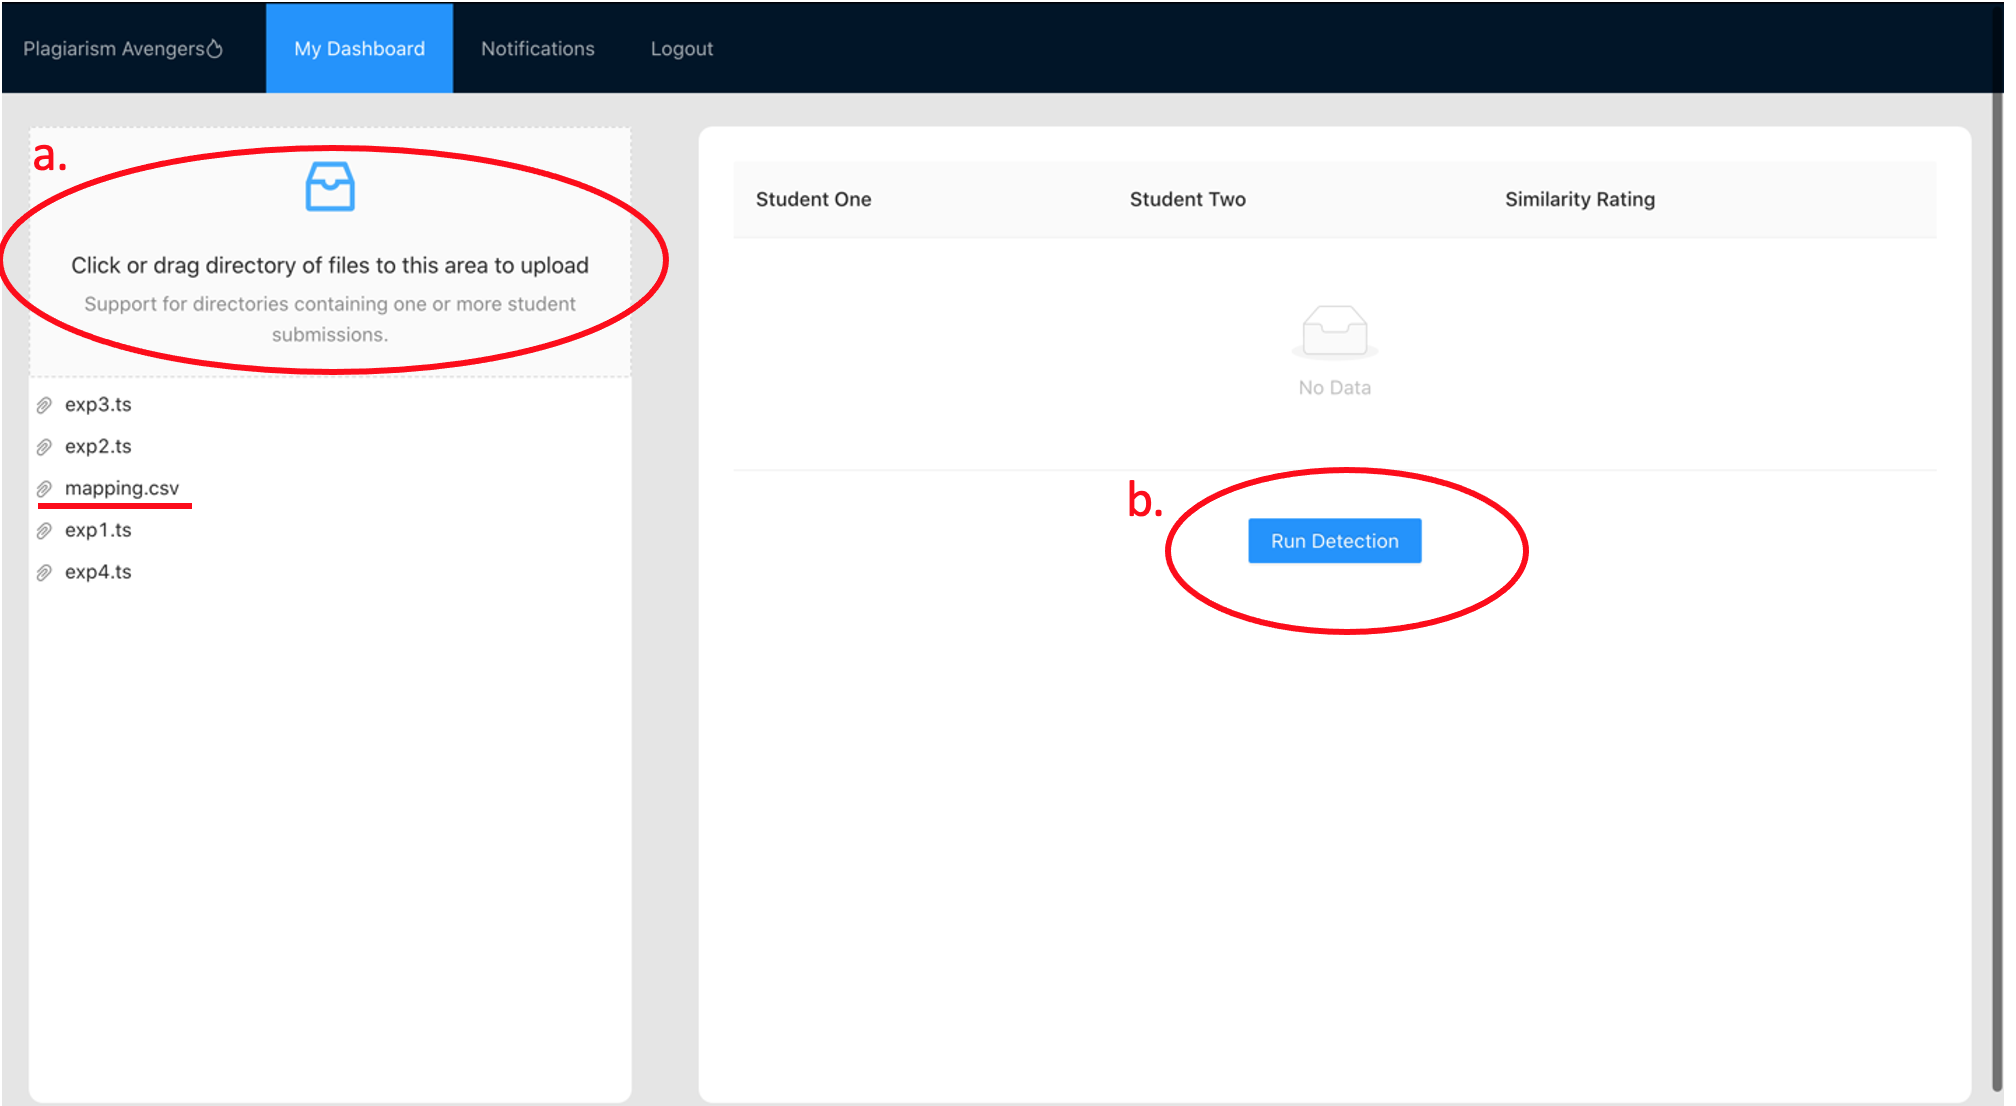 Plagiarism Avengers
My Dashboard
Notifications
Logout
a.
Click or drag directory of files to this area to upload
Support for directories containing one or more student
submissions.
exp3.ts
exp2.ts
mapping.csv
exp1.ts
exp4.ts
Student One
Student Two
Similarity Rating
No Data
b.
Run Detection